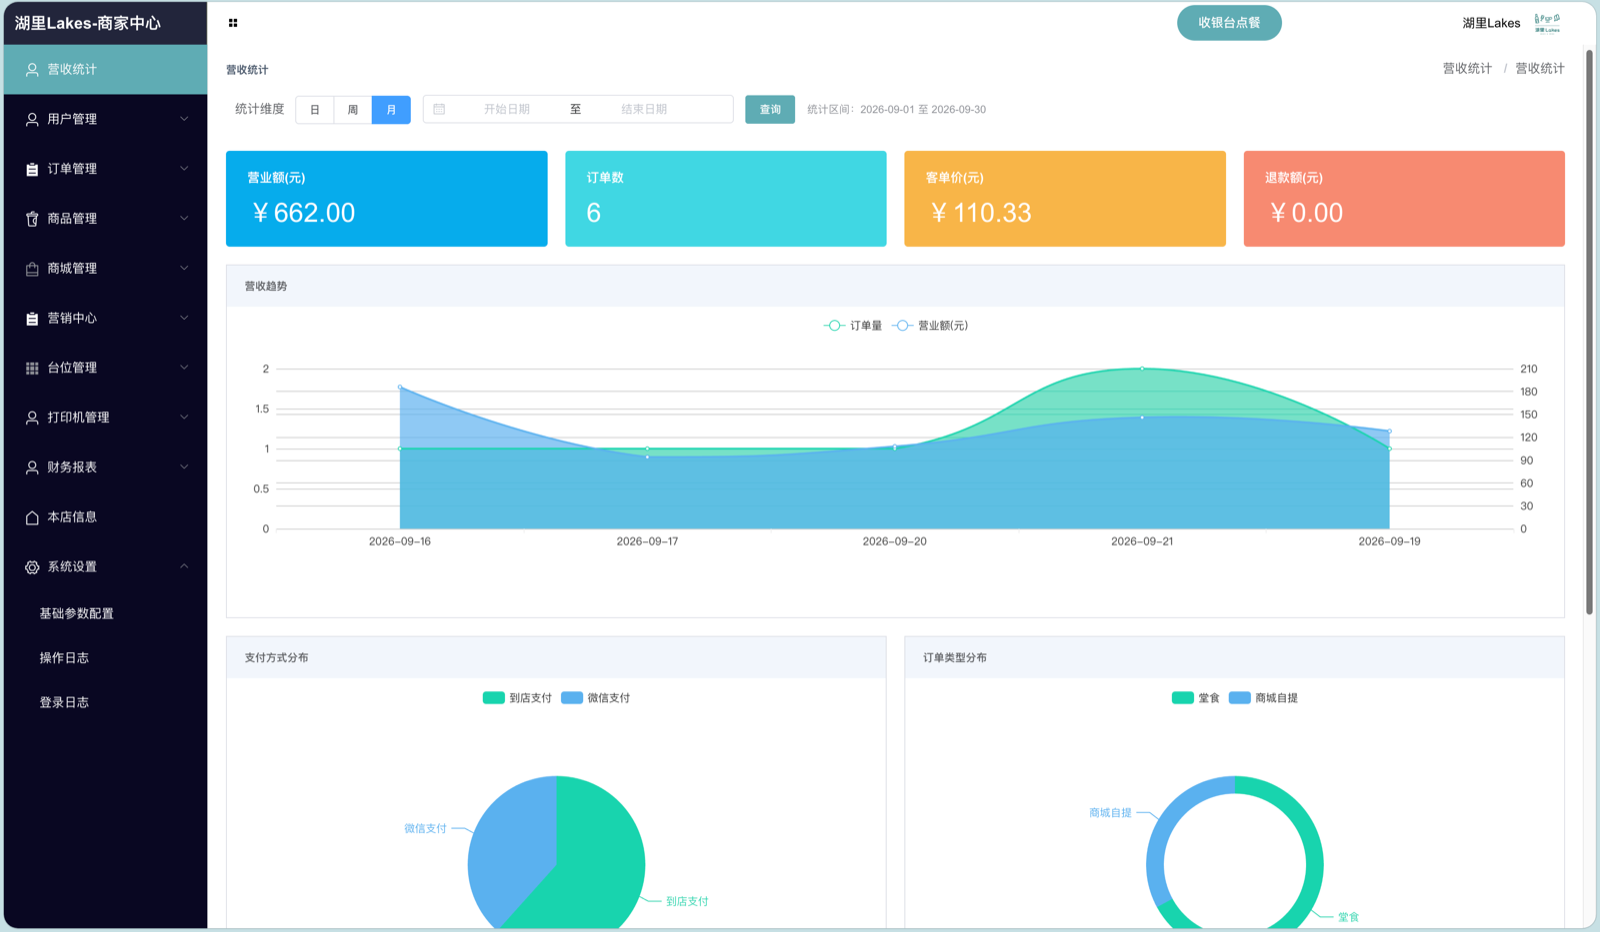 湖里Lakes-商家中心
收银台点餐
湖里Lakes
营收统计
用户管理
订单管理
商品管理
商城管理
营销中心
台位管理
打印机管理
财务报表
本店信息
系统设置
基础参数配置
操作日志
登录日志
营收统计
营收统计 / 营收统计
统计维度 日 周 月 开始日期 至 结束日期 查询 统计区间：2026-09-01 至 2026-09-30
营业额(元)
￥662.00
订单数
6
客单价(元)
￥110.33
退款额(元)
￥0.00
营收趋势
订单量 营业额(元)
2 210
180
1.5 150
120
1 90
0.5 60
30
0 0
2026-09-16 2026-09-17 2026-09-20 2026-09-21 2026-09-19
支付方式分布
到店支付 微信支付
微信支付
到店支付
订单类型分布
堂食 商城自提
商城自提
堂食